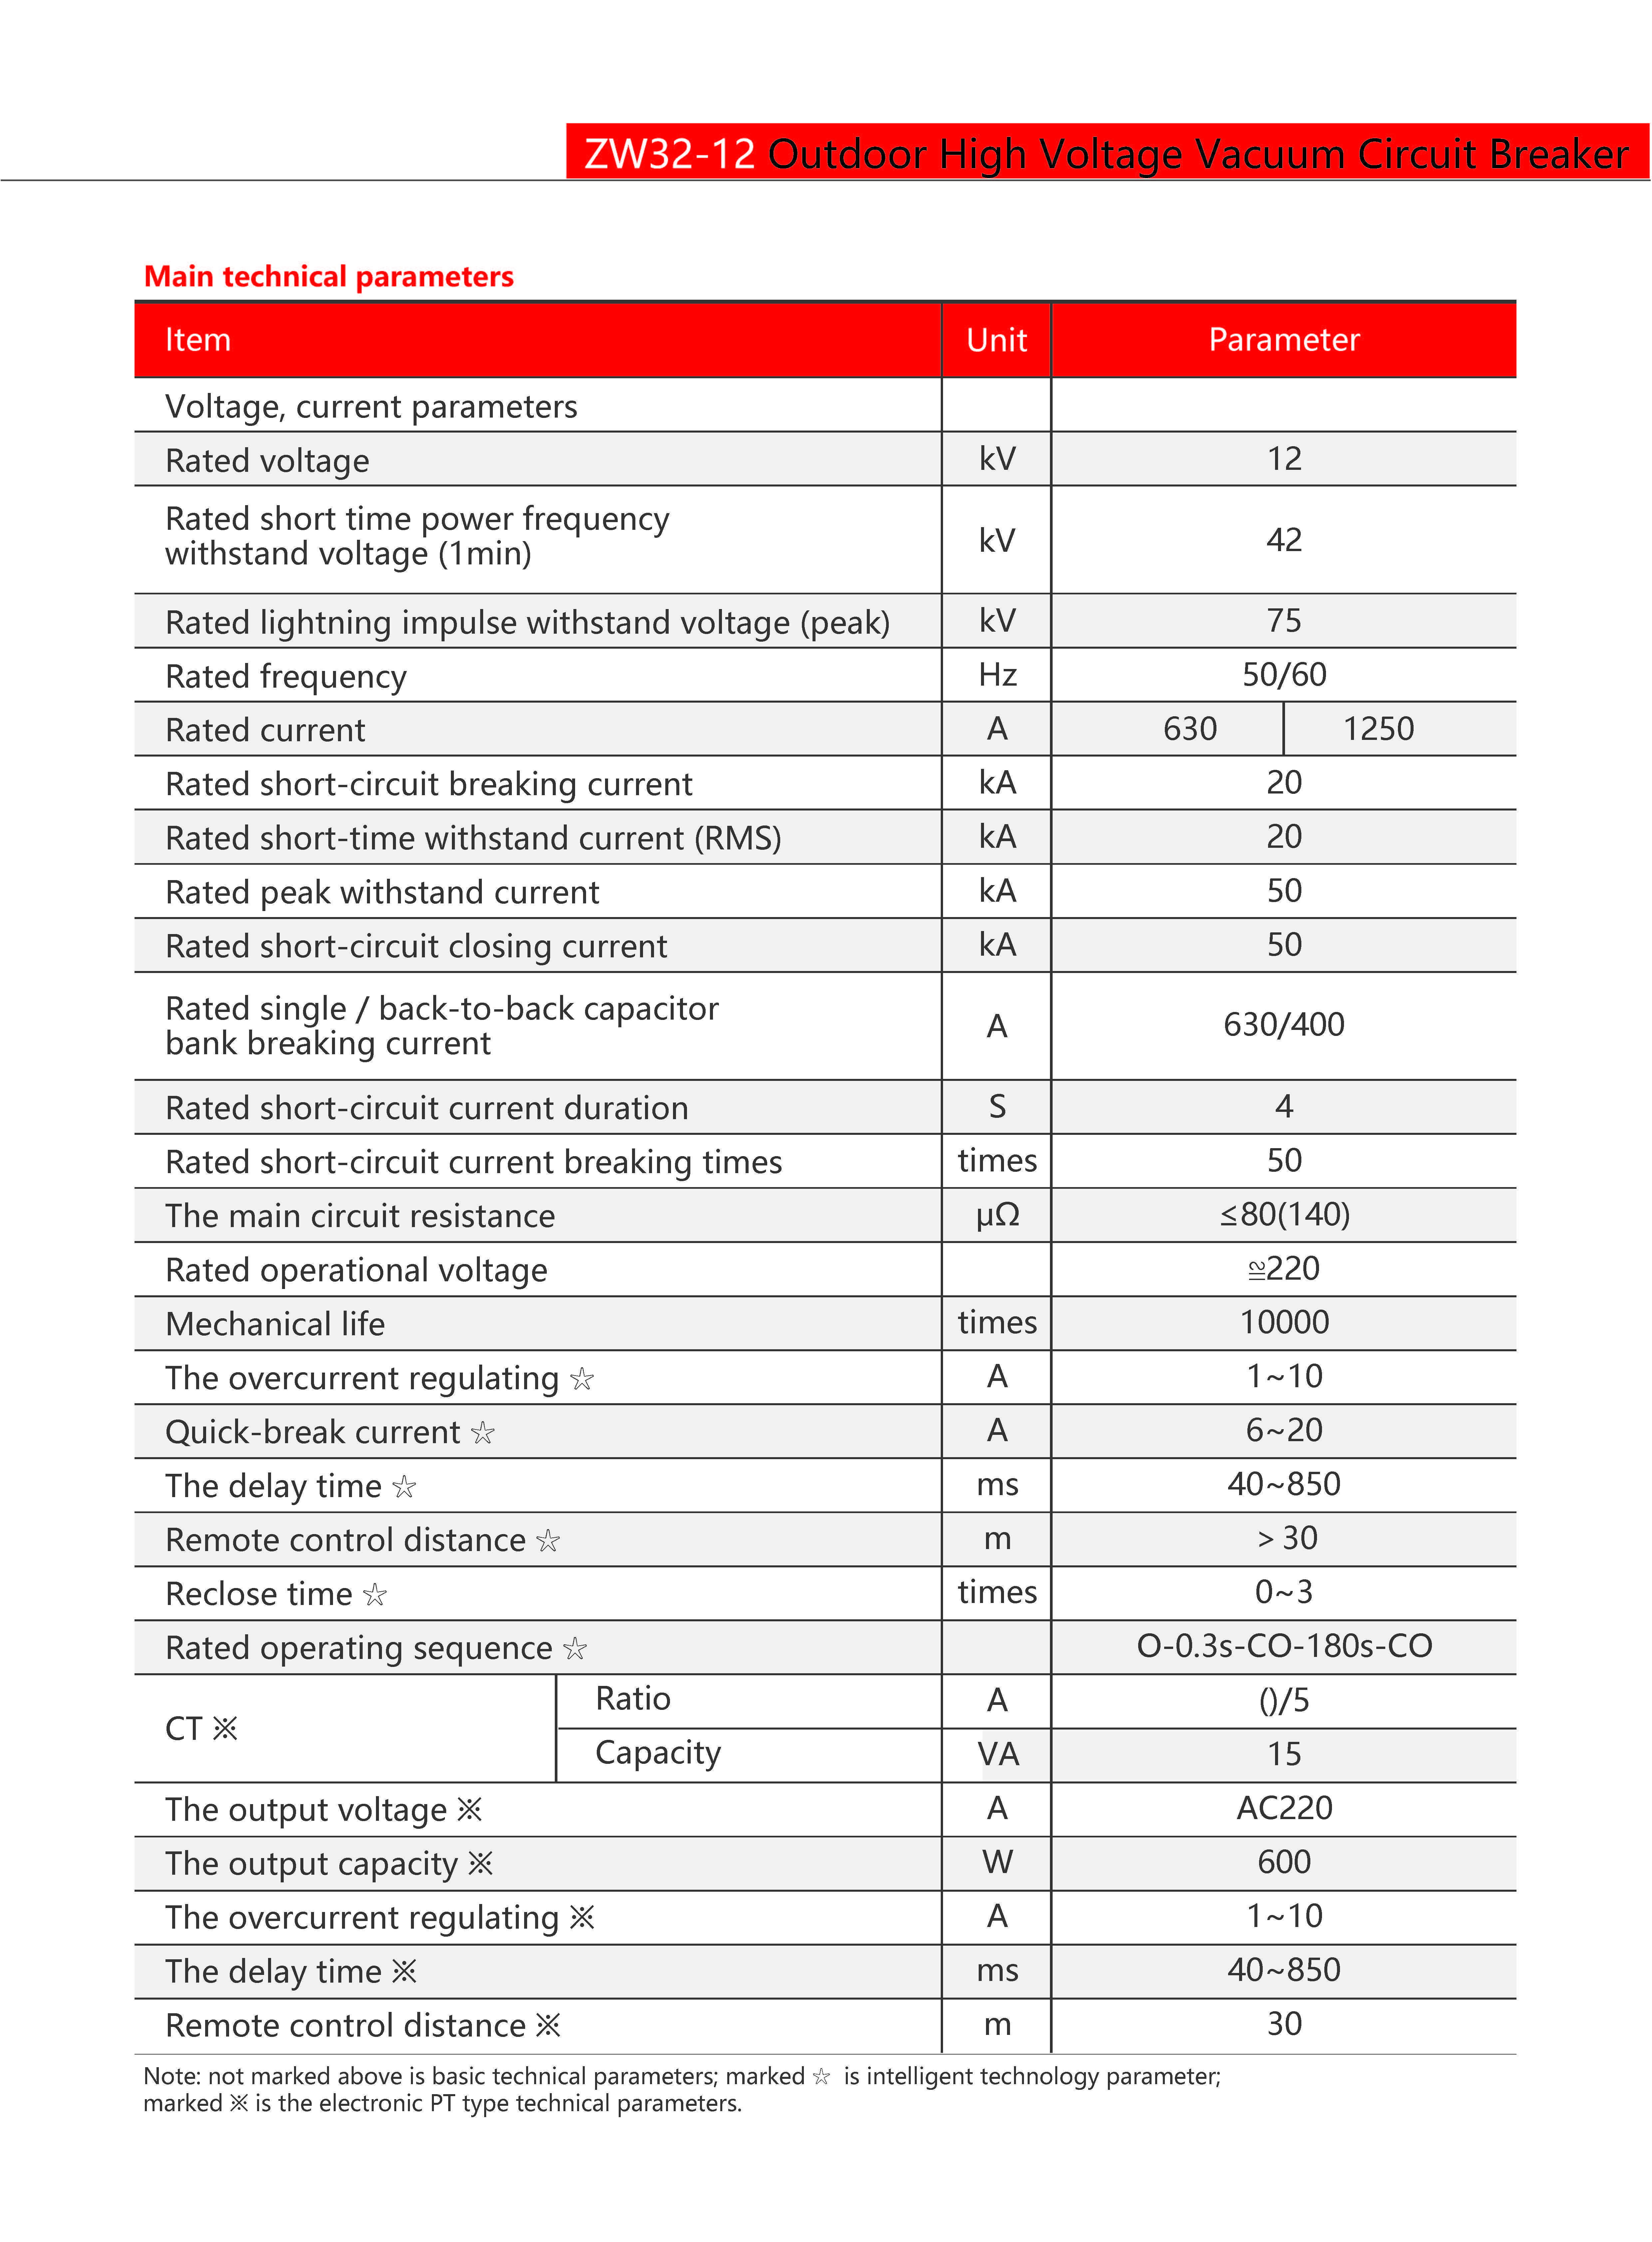 ZW32-12 Outdoor High Voltage Vacuum Circuit Breaker
Main technical parameters
Item Unit Parameter
Voltage, current parameters
Rated voltage kV 12
Rated short time power frequency
withstand voltage (1min) kV 42
Rated lightning impulse withstand voltage (peak) kV 75
Rated frequency Hz 50/60
Rated current A 630 1250
Rated short-circuit breaking current kA 20
Rated short-time withstand current (RMS) kA 20
Rated peak withstand current kA 50
Rated short-circuit closing current kA 50
Rated single / back-to-back capacitor
bank breaking current A 630/400
Rated short-circuit current duration S 4
Rated short-circuit current breaking times times 50
The main circuit resistance μΩ ≤80(140)
Rated operational voltage ≌220
Mechanical life times 10000
The overcurrent regulating ☆ A 1~10
Quick-break current ☆ A 6~20
The delay time ☆ ms 40~850
Remote control distance ☆ m > 30
Reclose time ☆ times 0~3
Rated operating sequence ☆ O-0.3s-CO-180s-CO
CT ※ Ratio A ()/5
Capacity VA 15
The output voltage ※ A AC220
The output capacity ※ W 600
The overcurrent regulating ※ A 1~10
The delay time ※ ms 40~850
Remote control distance ※ m 30
Note: not marked above is basic technical parameters; marked ☆ is intelligent technology parameter;
marked ※ is the electronic PT type technical parameters.